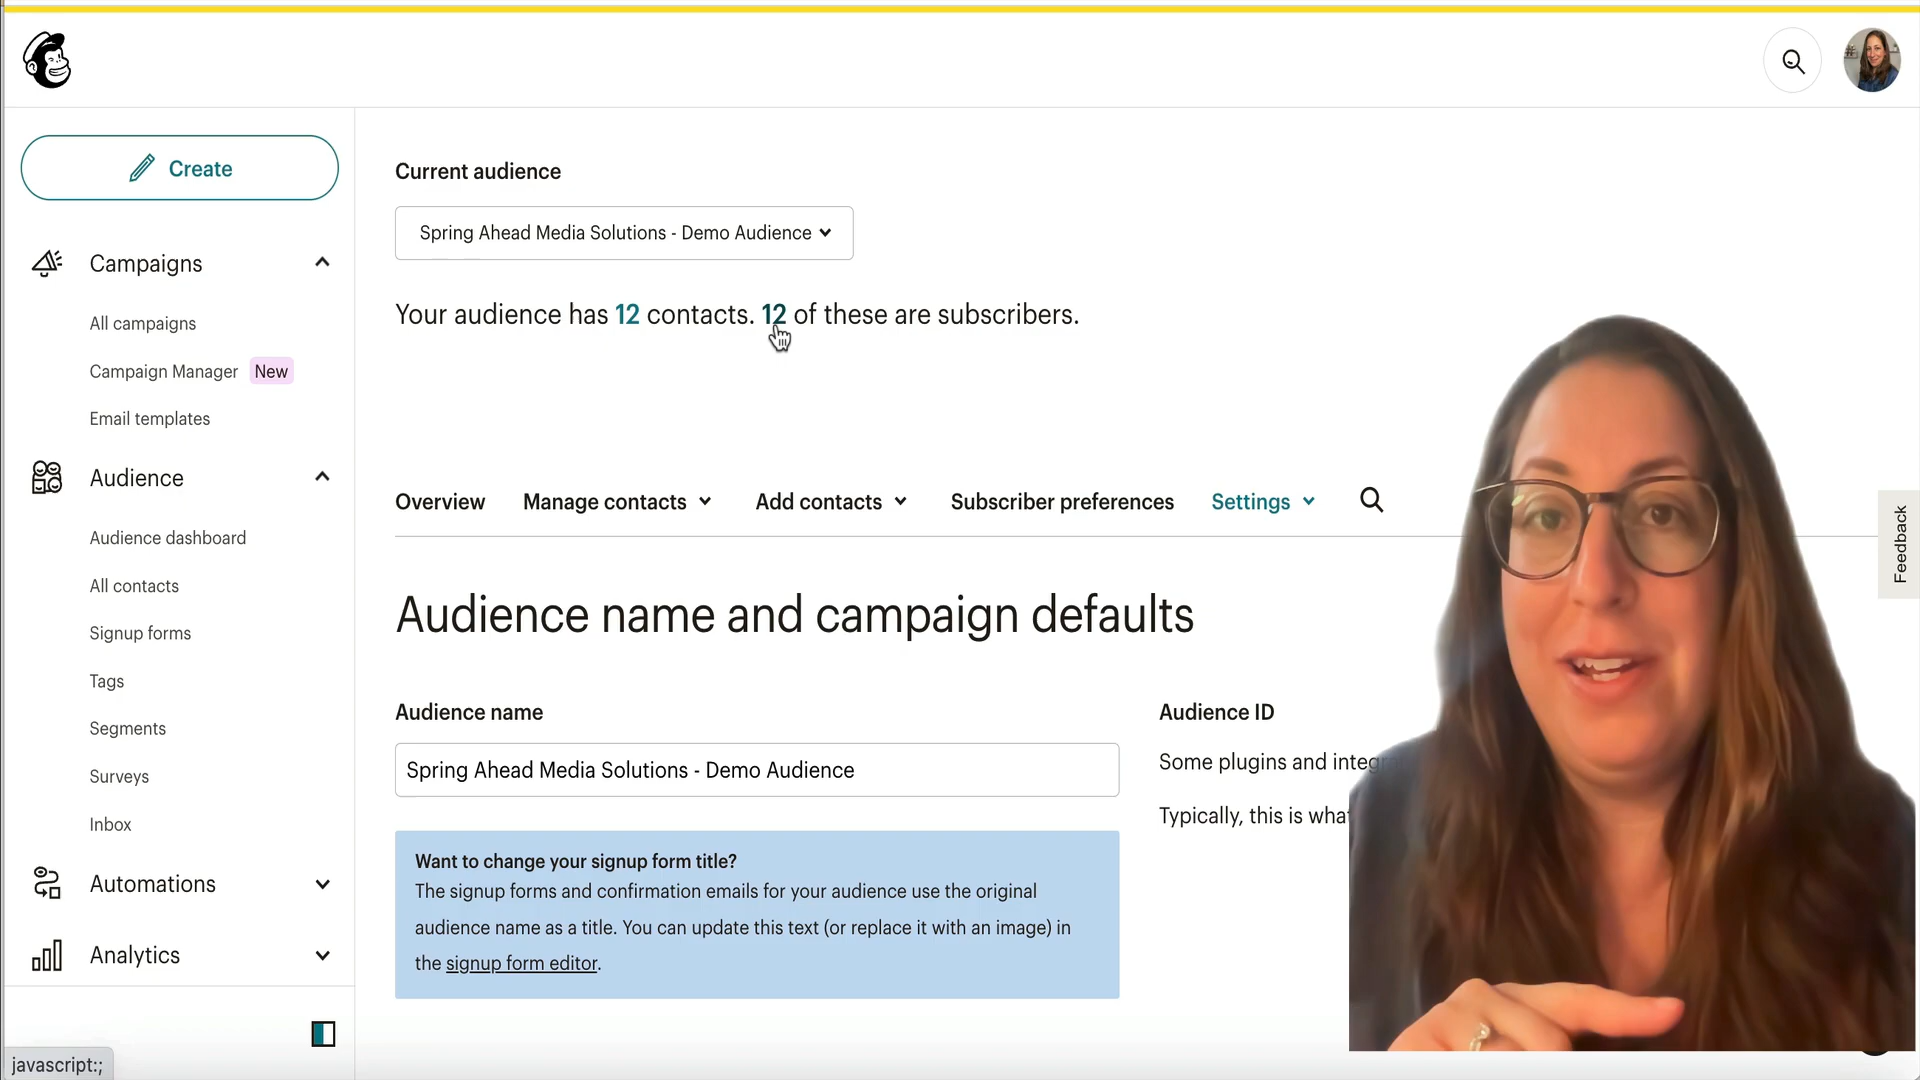 Create
Campaigns
All campaigns
Campaign Manager New
Email templates
Audience
Audience dashboard
All contacts
Signup forms
Tags
Segments
Surveys
Inbox
Automations
Analytics
javascript:;
Current audience
Spring Ahead Media Solutions - Demo Audience
Your audience has 12 contacts. 12 of these are subscribers.
Overview Manage contacts Add contacts Subscriber preferences Settings
Audience name and campaign defaults
Audience name
Spring Ahead Media Solutions - Demo Audience
Want to change your signup form title?
The signup forms and confirmation emails for your audience use the original
audience name as a title. You can update this text (or replace it with an image) in
the signup form editor.
Audience ID
Some plugins and
Typically, this is what
Feedback